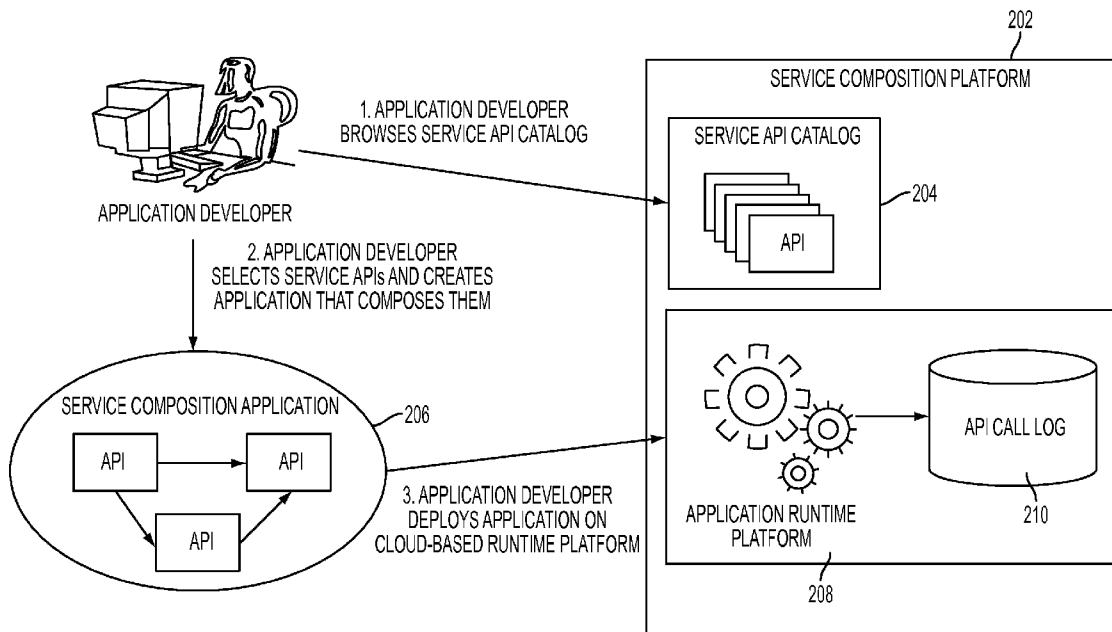 202
SERVICE COMPOSITION PLATFORM
1. APPLICATION DEVELOPER
BROWSES SERVICE API CATALOG
SERVICE API CATALOG
204
API
APPLICATION DEVELOPER
2. APPLICATION DEVELOPER
SELECTS SERVICE APIs AND CREATES
APPLICATION THAT COMPOSES THEM
SERVICE COMPOSITION APPLICATION
206
API
API
API
3. APPLICATION DEVELOPER
DEPLOYS APPLICATION ON
CLOUD-BASED RUNTIME PLATFORM
API CALL LOG
210
APPLICATION RUNTIME
PLATFORM
208